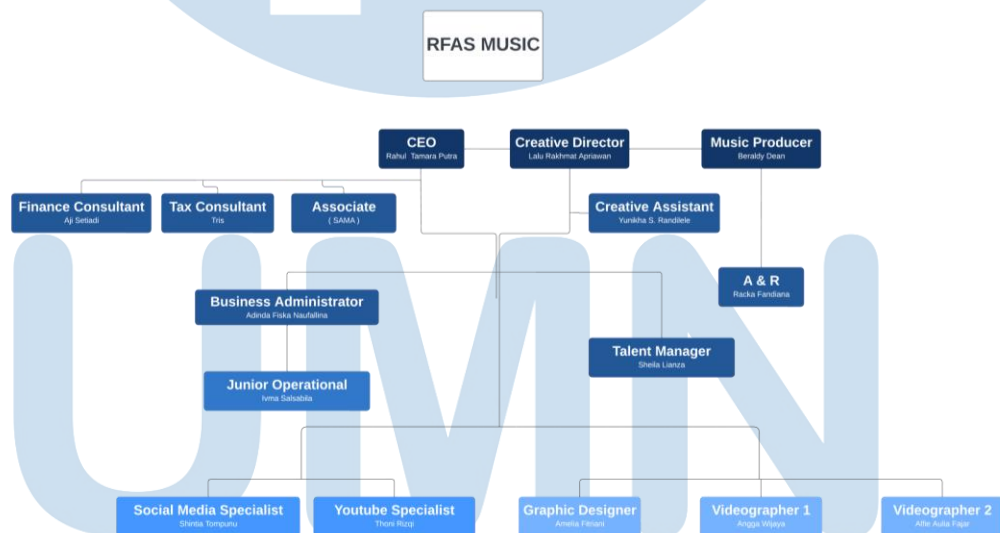 RFAS MUSIC
CEO
Rahul Tamara Putra
Creative Director
Lalu Rakhmat Apriawan
Music Producer
Beraldy Dean
Finance Consultant
Aji Setiadi
Tax Consultant
Tris
Associate
( SAMA )
Creative Assistant
Yunikha S. Randilele
A & R
Racka Fandiana
Business Administrator
Adinda Fiska Naufallina
Talent Manager
Sheila Lianza
Junior Operational
Ivma Salsabila
Social Media Specialist
Shintia Tompunu
Youtube Specialist
Thoni Rizqi
Graphic Designer
Amelia Fitriani
Videographer 1
Angga Wijaya
Videographer 2
Alfie Aulia Fajar
UMN